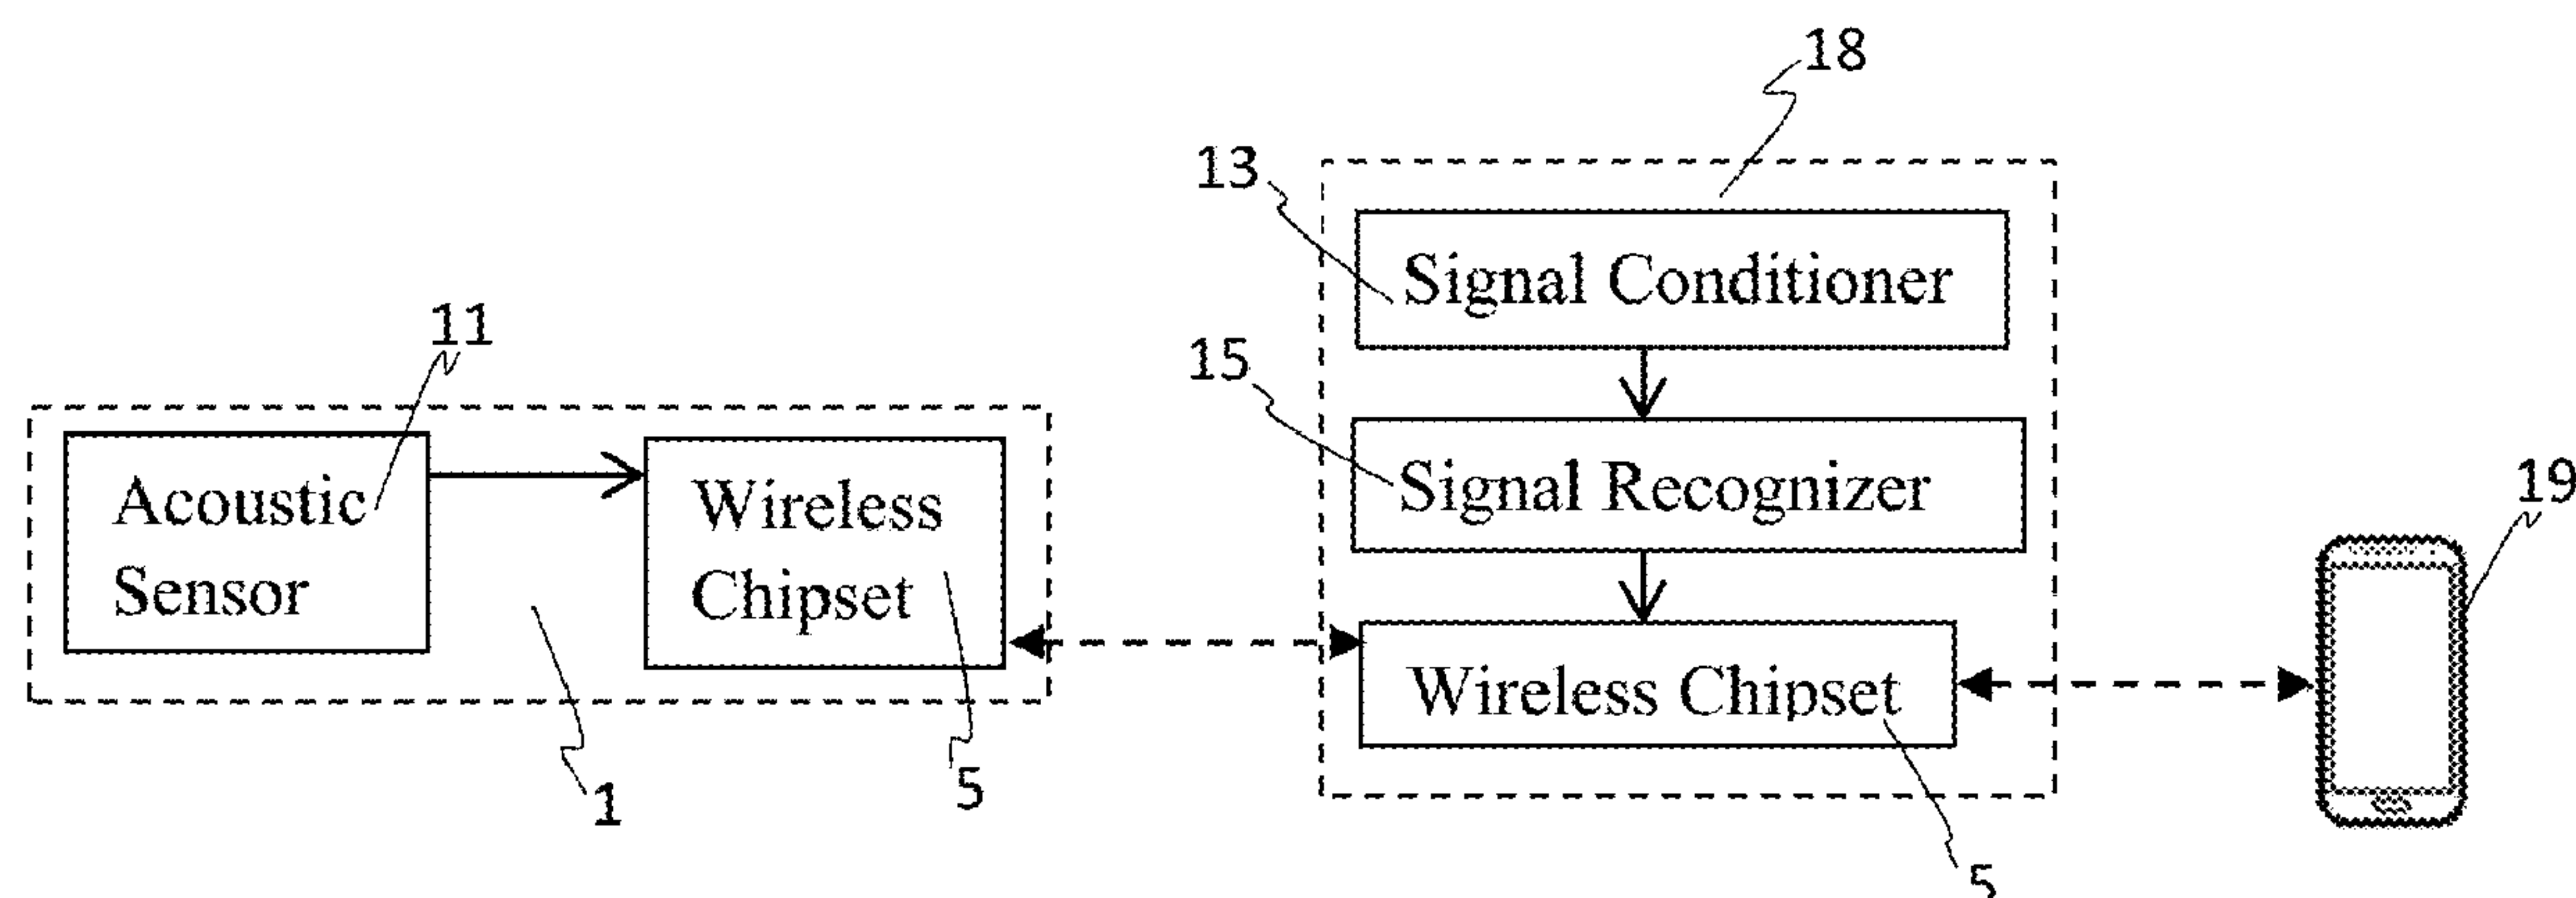 18
13
Signal Conditioner
11
15
Acoustic
Sensor
Wireless
Chipset
Signal Recognizer
19
Wireless Chipset
1
5
5